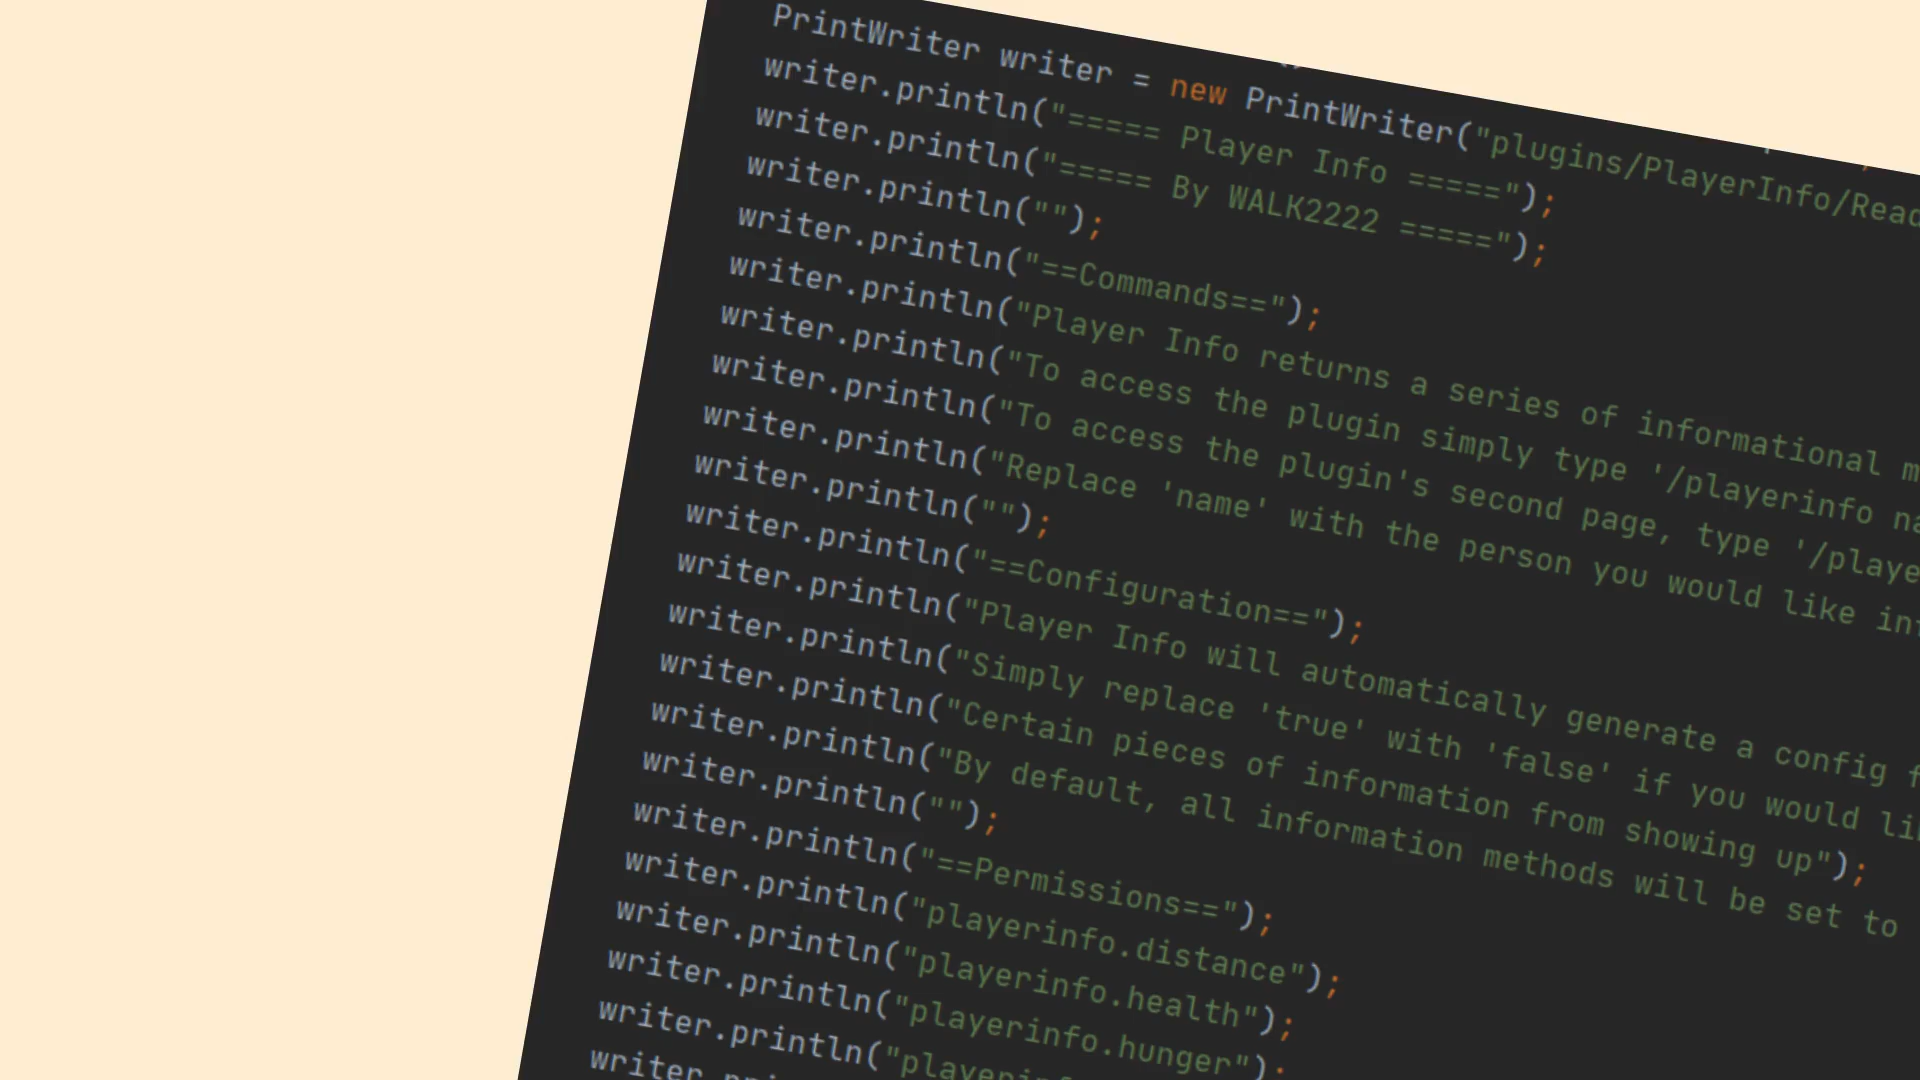 PrintWriter writer = new PrintWriter("plugins/PlayerInfo/Read
writer.println("===== Player Info =====");
writer.println("===== By WALK2222 =====");
writer.println("");
writer.println("==Commands==");
writer.println("Player Info returns a series of informational
writer.println("To access the plugin simply type '/playerinfo
writer.println("To access the plugin's second page, type '/playe
writer.println("Replace 'name' with the person you would like
writer.println("");
writer.println("==Configuration==");
writer.println("Player Info will automatically generate a config
writer.println("Simply replace 'true' with 'false' if you would
writer.println("Certain pieces of information from showing up");
writer.println("By default, all information methods will be set to
writer.println("");
writer.println("==Permissions==");
writer.println("playerinfo.distance");
writer.println("playerinfo.health");
writer.println("playerinfo.hunger");
writer.println("playerinf
writer